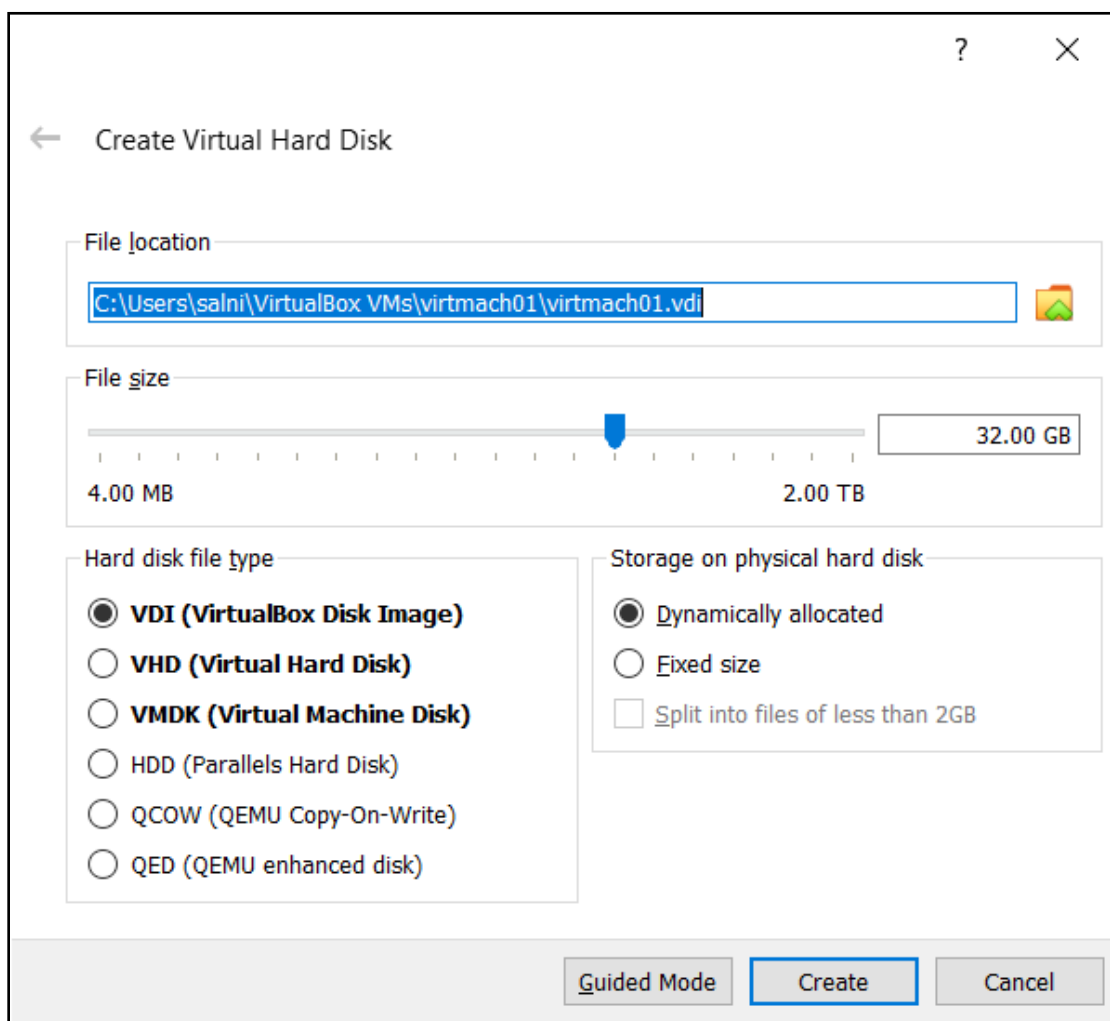 ?
Create Virtual Hard Disk
File location
C:\Users\salni\VirtualBox VMs\virtmach01\virtmach01.vdi
File size
32.00 GB
4.00 MB 2.00 TB
Hard disk file type
VDI (VirtualBox Disk Image)
VHD (Virtual Hard Disk)
VMDK (Virtual Machine Disk)
HDD (Parallels Hard Disk)
QCOW (QEMU Copy-On-Write)
QED (QEMU enhanced disk)
Storage on physical hard disk
Dynamically allocated
Fixed size
Split into files of less than 2GB
Guided Mode Create Cancel